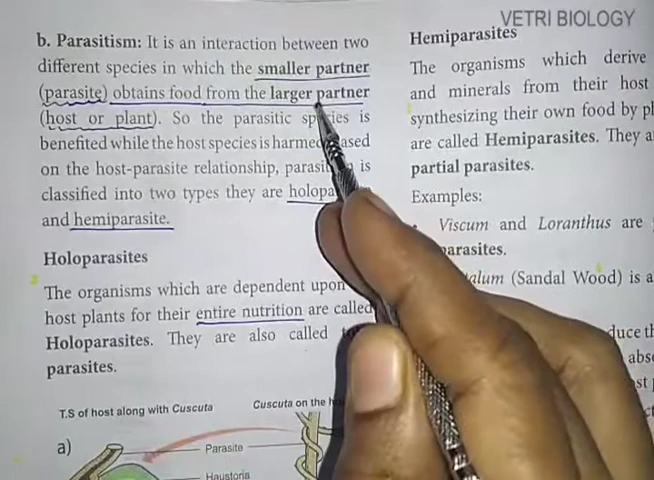 VETRI BIOLOGY
b. Parasitism: It is an interaction between two
different species in which the smaller partner
(parasite) obtains food from the larger partner
(host or plant). So the parasitic species is
benefited while the host species is harmed
on the host-parasite relationship, is
classified into two types they are
and hemiparasite.
Holoparasites
The organisms which are dependent upon
host plants for their entire nutrition are called
Holoparasites. They are also called
parasites.
T.S of host along with Cuscuta
Cuscuta on the
a)
Parasite
Haustoria
Hemiparasites
The organisms which derive
and minerals from their host
synthesizing their own food by
are called Hemiparasites. They
partial parasites.
Examples:
Viscum and Loranthus are
parasites.
(Sandal Wood) is a